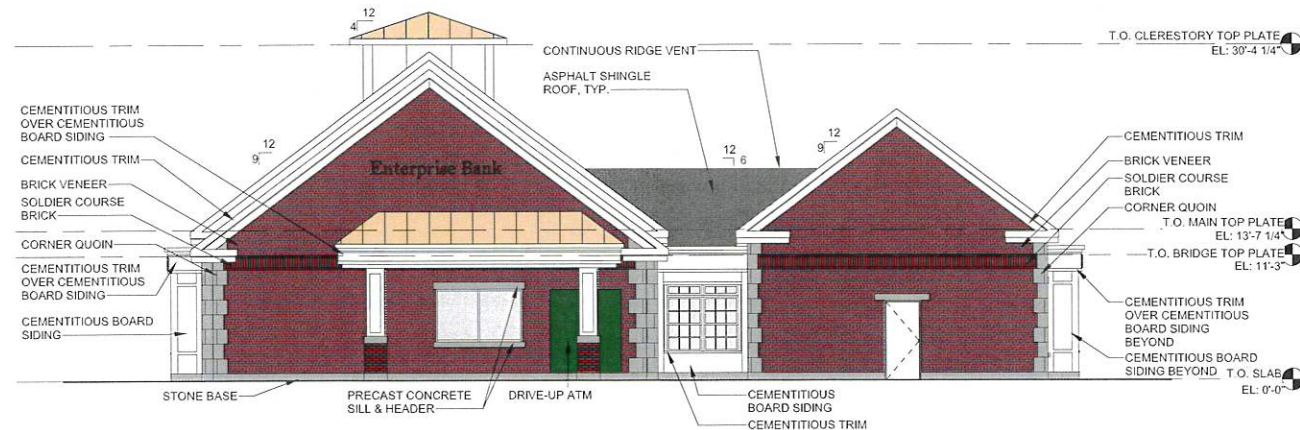 12
4
T.O. CLERESTORY TOP PLATE
EL: 30'-4 1/4"
CONTINUOUS RIDGE VENT
ASPHALT SHINGLE
ROOF, TYP.
CEMENTITIOUS TRIM
OVER CEMENTITIOUS
BOARD SIDING
12
9
CEMENTITIOUS TRIM
BRICK VENEER
SOLDIER COURSE
BRICK
CORNER QUOIN
CEMENTITIOUS TRIM
OVER CEMENTITIOUS
BOARD SIDING
CEMENTITIOUS BOARD
SIDING
Enterprise Bank
12
6
12
9
CEMENTITIOUS TRIM
BRICK VENEER
SOLDIER COURSE
BRICK
CORNER QUOIN
T.O. MAIN TOP PLATE
EL: 13'-7 1/4"
T.O. BRIDGE TOP PLATE
EL: 11'-3"
CEMENTITIOUS TRIM
OVER CEMENTITIOUS
BOARD SIDING
BEYOND
CEMENTITIOUS BOARD
SIDING BEYOND
T.O. SLAB
EL: 0'-0"
STONE BASE
PRECAST CONCRETE
SILL & HEADER
DRIVE-UP ATM
CEMENTITIOUS
BOARD SIDING
CEMENTITIOUS TRIM